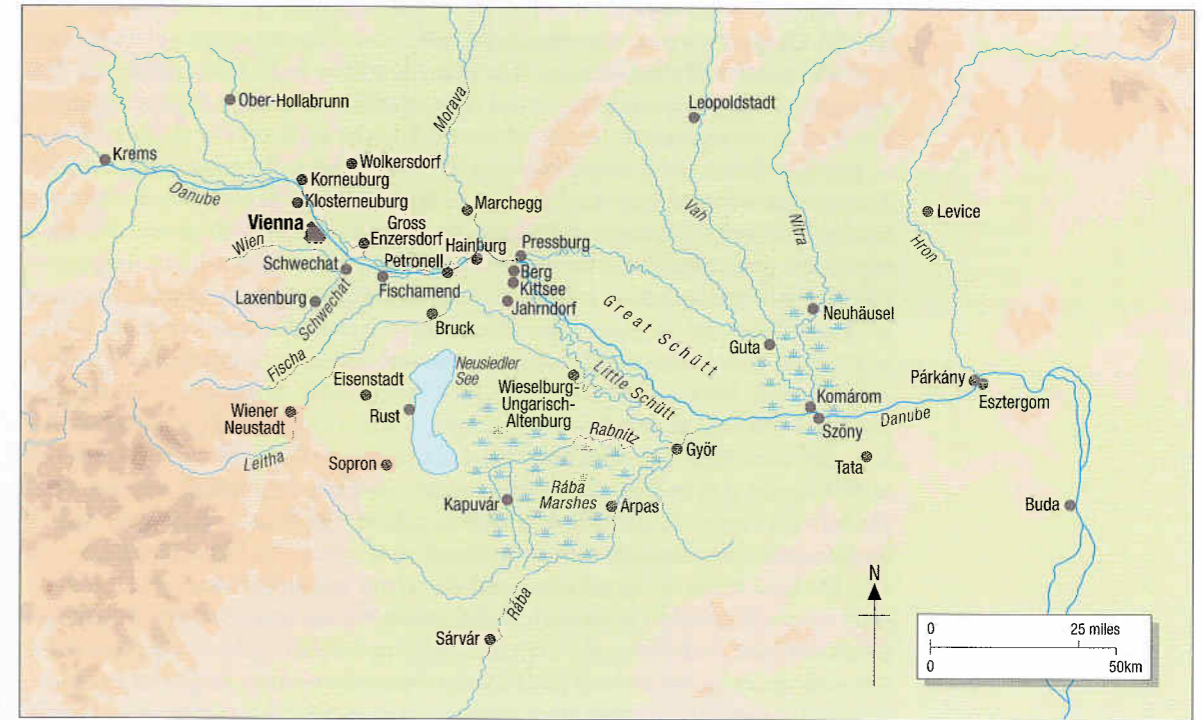 Ober-Hollabrunn
Morava
Leopoldstadt
Krems
Wolkersdorf
Korneuburg
Danube
Klosterneuburg
Marchegg
Levice
Vah
Nitra
Hron
Vienna
Gross
Enzersdorf
Wien
Hainburg
Pressburg
Schwechat
Petronell
Berg
Fischamend
Kittsee
Laxenburg
Schwechat
Jahrndorf
Great Schütt
Neuhäusel
Bruck
Guta
Fischa
Neusiedler
See
Little Schütt
Eisenstadt
Wieselburg-
Ungarisch-
Altenburg
Párkány
Esztergom
Wiener
Neustadt
Rust
Komárom
Danube
Szöny
Rabnitz
Györ
Leitha
Sopron
Tata
Rába
Marshes
Kapuvár
Arpas
Buda
N
Rába
Sárvár
0 25 miles
0 50km